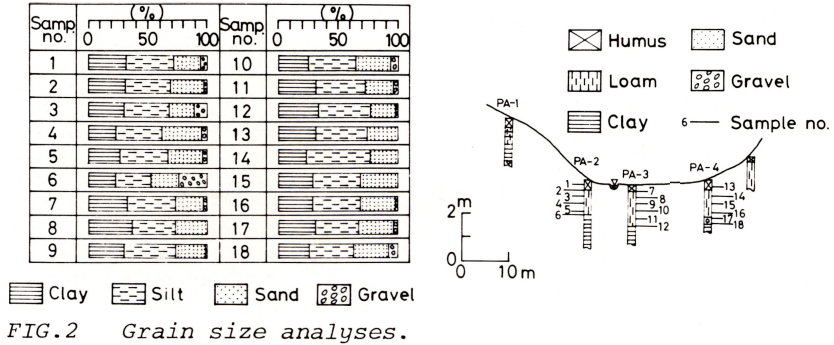 Samp. no. (%) 0 50 100 Samp. no. (%) 0 50 100
1 10
2 11
3 12
4 13
5 14
6 15
7 16
8 17
9 18
Clay Silt Sand Gravel
FIG.2 Grain size analyses.
Humus Sand
Loam Gravel
Clay 6 Sample no.
PA-1
PA-2
PA-3
PA-4
1
2
3
4
5
6
7
8
9
10
11
12
13
14
15
16
17
18
2m
0
0 10m